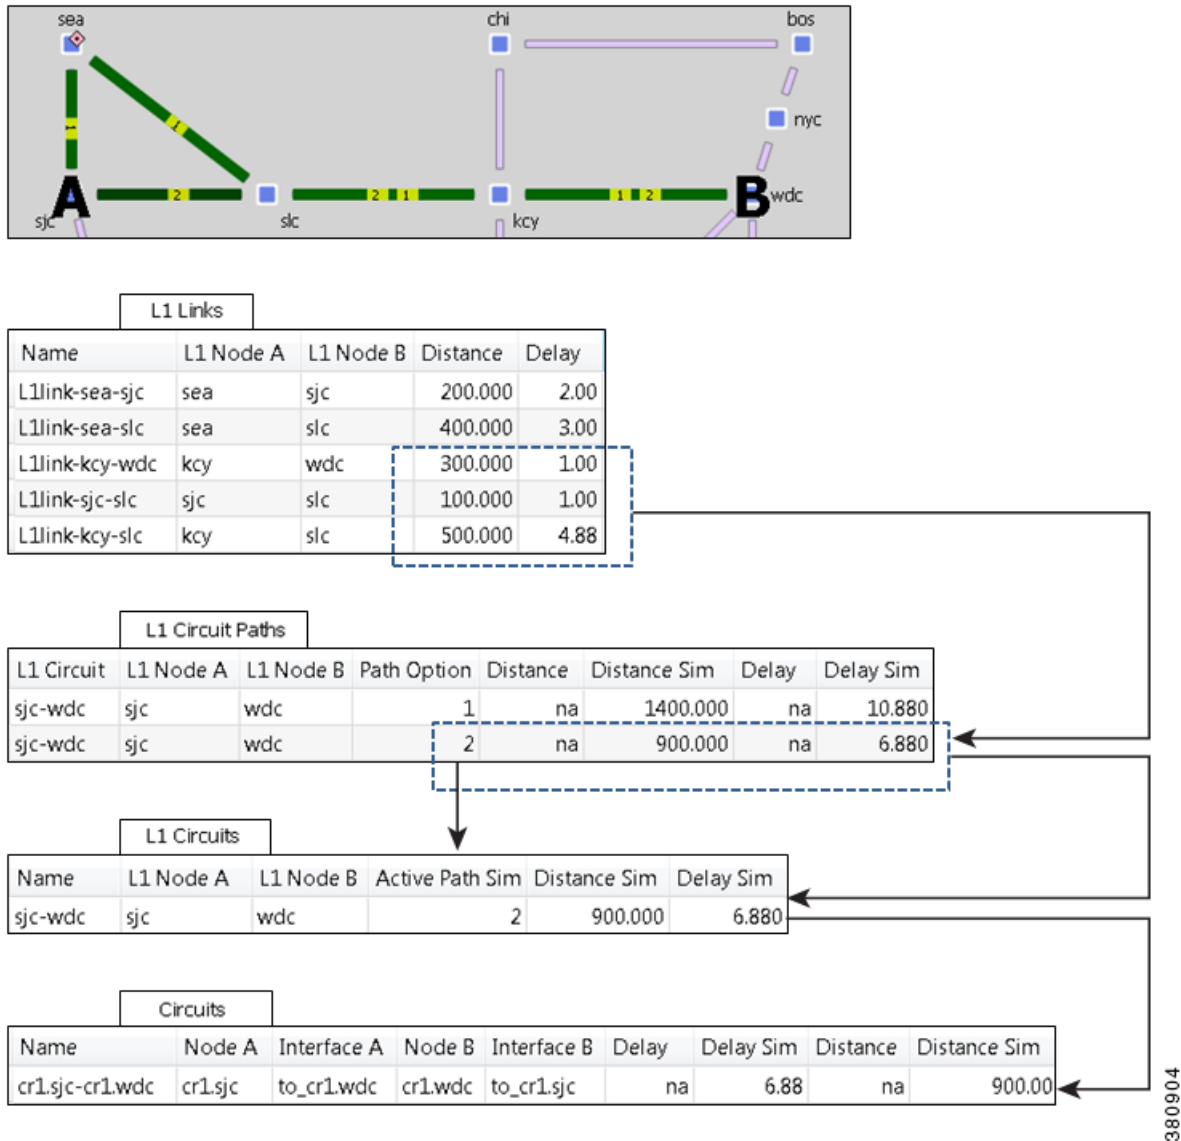 sea
chi
bos
1
1
nyc
A
2
2 1
1 2
B
wdc
sjc
slc
kcy
L1 Links
Name L1 Node A L1 Node B Distance Delay
L1link-sea-sjc sea sjc 200.000 2.00
L1link-sea-slc sea slc 400.000 3.00
L1link-kcy-wdc kcy wdc 300.000 1.00
L1link-sjc-slc sjc slc 100.000 1.00
L1link-kcy-slc kcy slc 500.000 4.88
L1 Circuit Paths
L1 Circuit L1 Node A L1 Node B Path Option Distance Distance Sim Delay Delay Sim
sjc-wdc sjc wdc 1 na 1400.000 na 10.880
sjc-wdc sjc wdc 2 na 900.000 na 6.880
L1 Circuits
Name L1 Node A L1 Node B Active Path Sim Distance Sim Delay Sim
sjc-wdc sjc wdc 2 900.000 6.880
Circuits
Name Node A Interface A Node B Interface B Delay Delay Sim Distance Distance Sim
cr1.sjc-cr1.wdc cr1.sjc to_cr1.wdc cr1.wdc to_cr1.sjc na 6.88 na 900.00
380904